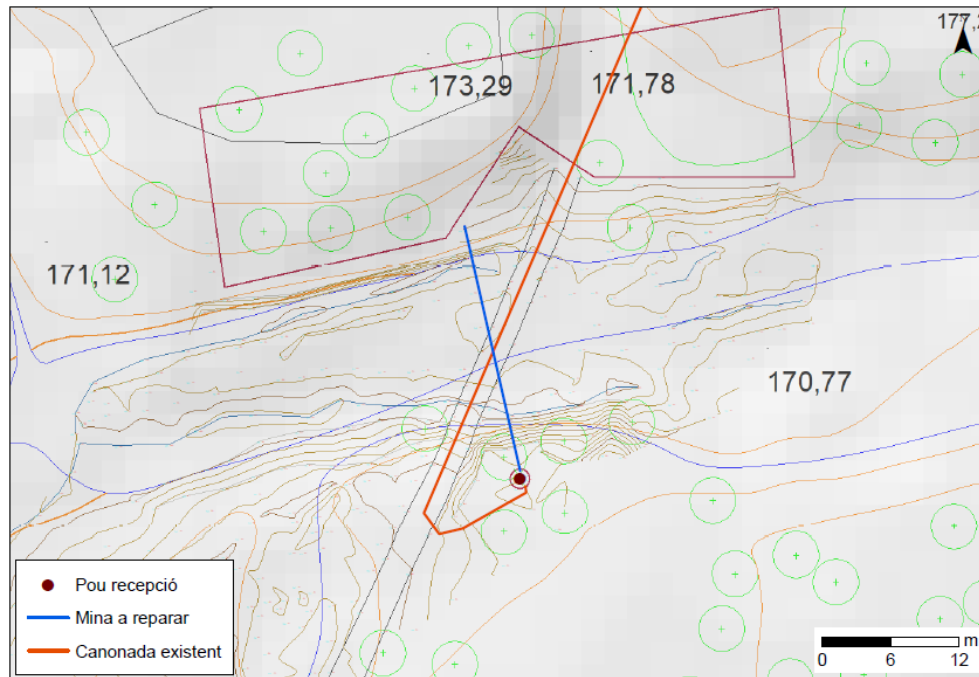 173,29
171,78
171,12
170,77
Pou recepció
Mina a reparar
Canonada existent
m
0 6 12